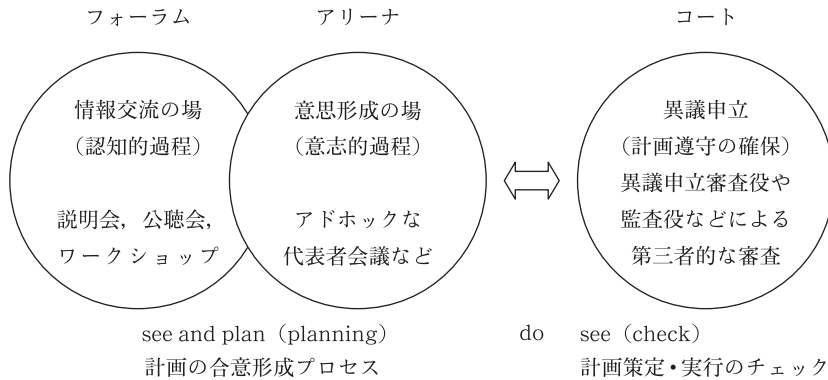 フォーラム
アリーナ
コート
情報交流の場
（認知的過程）
説明会，公聴会，
ワークショップ
意思形成の場
（意志的過程）
アドホックな
代表者会議など
異議申立
（計画遵守の確保）
異議申立審査役や
監査役などによる
第三者的な審査
see and plan（planning）
計画の合意形成プロセス
do
see（check）
計画策定・実行のチェック